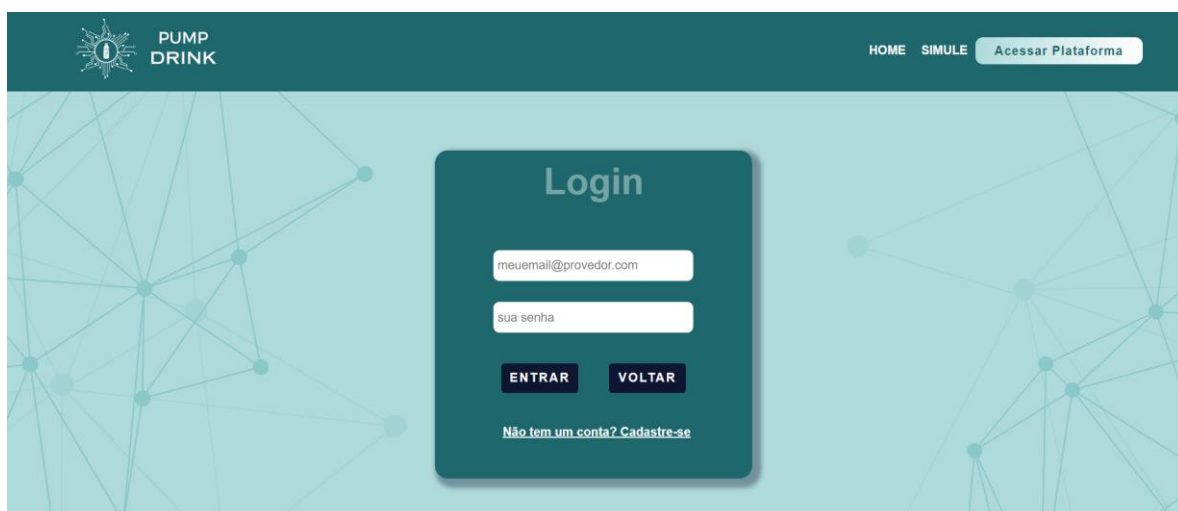 PUMP
DRINK
HOME SIMULE Acessar Plataforma
Login
meuemail@provedor.com
sua senha
ENTRAR VOLTAR
Não tem um conta? Cadastre-se